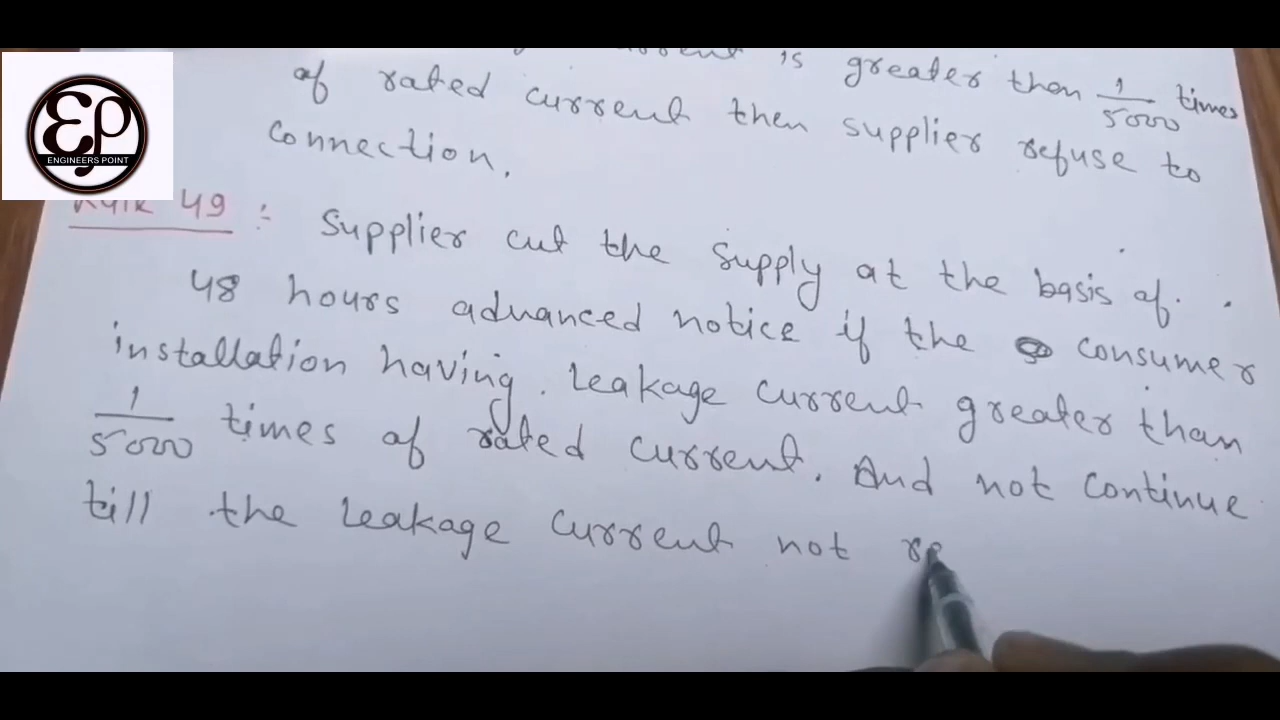 is greater then 1/5000 times
of rated current then supplier refuse to
connection.
EP
ENGINEERS POINT
49 :- Supplier cut the supply at the basis of.
48 hours advanced notice if the consumer
installation having. Leakage current greater than
1/5000 times of rated current. And not continue
till the leakage current not re